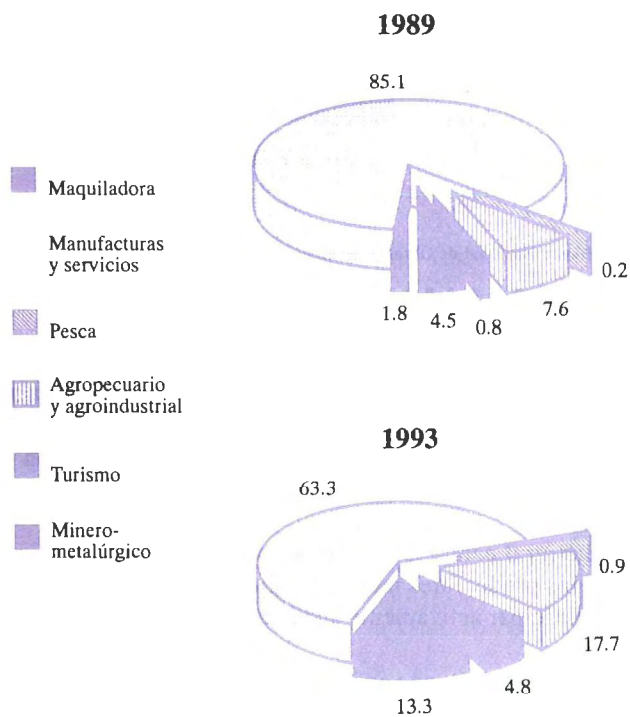 1989
85.1
Maquiladora
Manufacturas
y servicios
Pesca
Agropecuario
y agroindustrial
Turismo
Minero-
metalúrgico
0.2
7.6
1.8
4.5
0.8
1993
63.3
0.9
17.7
4.8
13.3